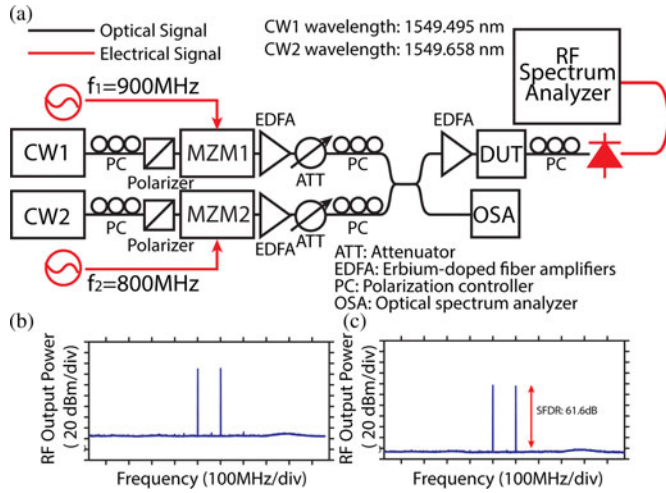 (a)
Optical Signal
Electrical Signal
CW1 wavelength: 1549.495 nm
CW2 wavelength: 1549.658 nm
RF
Spectrum
Analyzer
f1=900MHz
EDFA
EDFA
CW1
PC
Polarizer
MZM1
ATT
PC
DUT
PC
CW2
PC
Polarizer
MZM2
EDFA
ATT
PC
OSA
f2=800MHz
ATT: Attenuator
EDFA: Erbium-doped fiber amplifiers
PC: Polarization controller
OSA: Optical spectrum analyzer
(b)
RF Output Power
( 20 dBm/div)
Frequency (100MHz/div)
(c)
RF Output Power
( 20 dBm/div)
SFDR: 61.6dB
Frequency (100MHz/div)